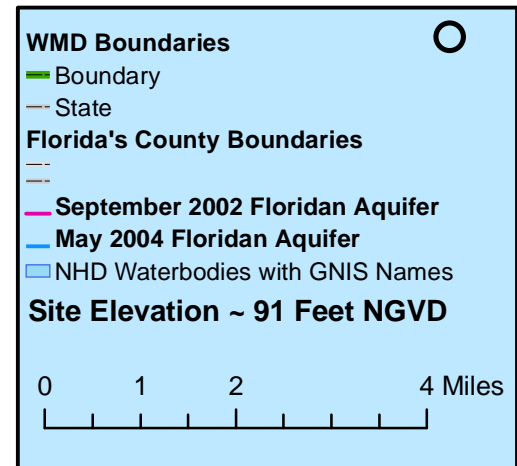 WMD Boundaries
Boundary
State
Florida's County Boundaries
September 2002 Floridan Aquifer
May 2004 Floridan Aquifer
NHD Waterbodies with GNIS Names
Site Elevation ~ 91 Feet NGVD
0 1 2 4 Miles